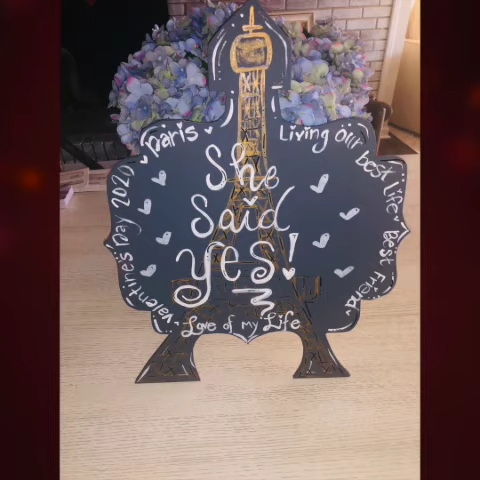 Paris
Living our best Life
She
Said
yes!
Valentine's Day 2020
Best Friend
Love of my Life